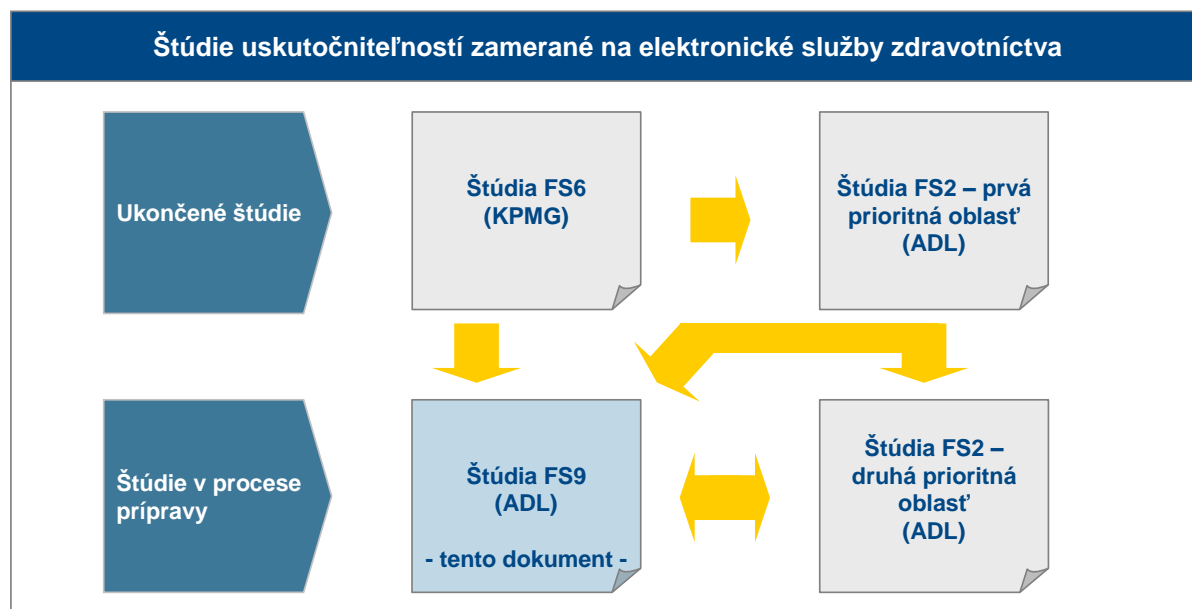 Štúdie uskutočniteľností zamerané na elektronické služby zdravotníctva
Ukončené štúdie
Štúdia FS6
(KPMG)
Štúdia FS2 – prvá
prioritná oblasť
(ADL)
Štúdie v procese
prípravy
Štúdia FS9
(ADL)
- tento dokument -
Štúdia FS2 –
druhá prioritná
oblasť
(ADL)